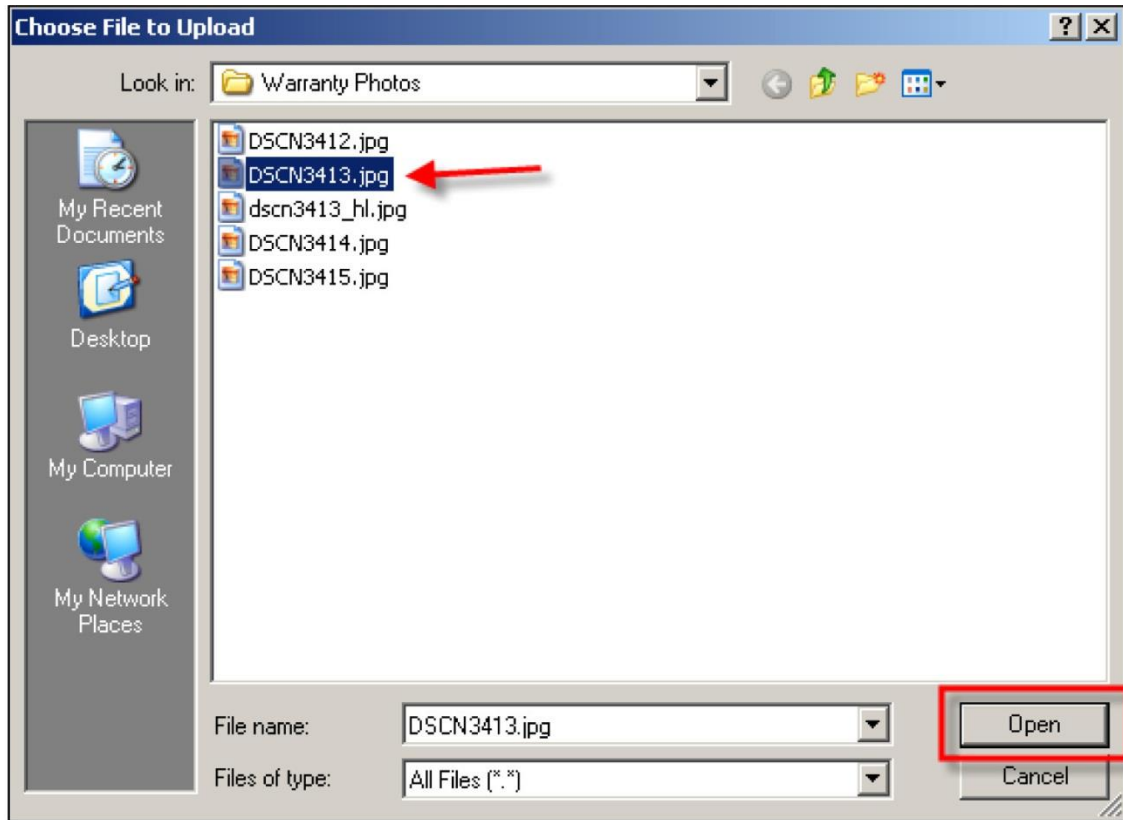 Choose File to Upload
Look in:
Warranty Photos
My Recent
Documents
Desktop
My Computer
My Network
Places
DSCN3412.jpg
DSCN3413.jpg
dscn3413_hl.jpg
DSCN3414.jpg
DSCN3415.jpg
File name:
DSCN3413.jpg
Open
Files of type:
All Files (*.*)
Cancel